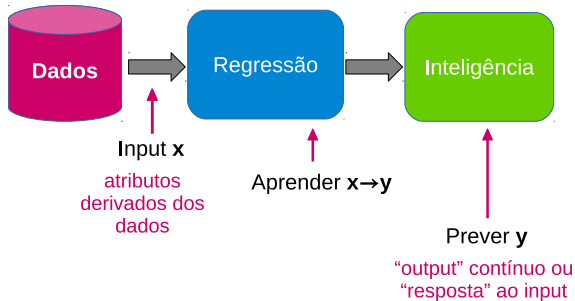 Dados
Regressão
Inteligência
Input x
atributos
derivados dos
dados
Aprender x→y
Prever y
“output” contínuo ou
“resposta” ao input